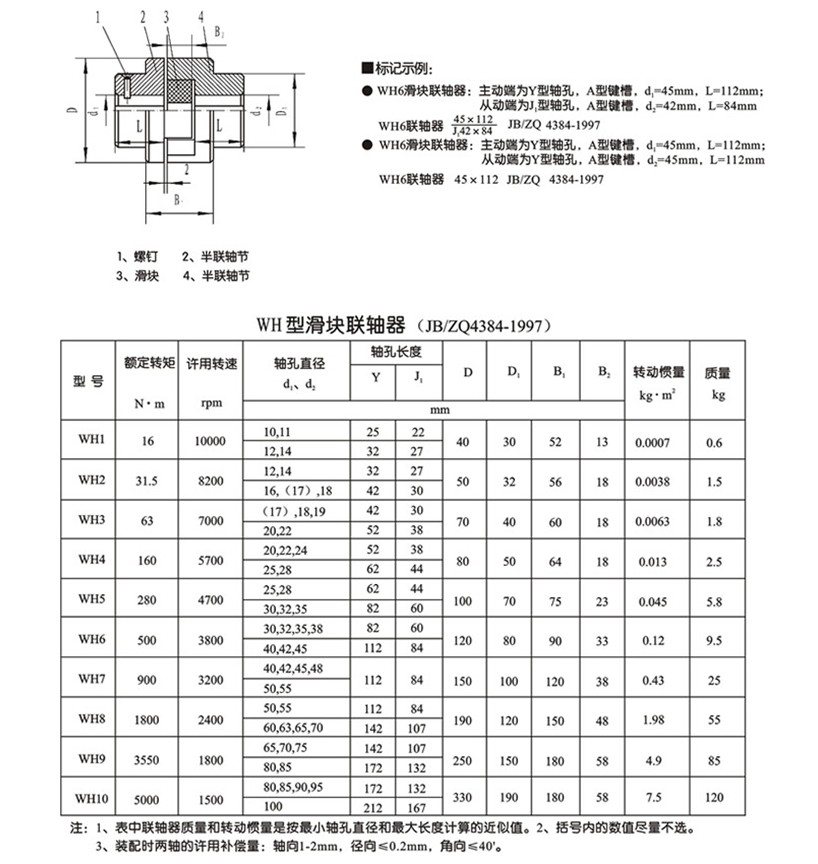 1 2 3 4
B₂
D d₁ L L d₂ D₁
2
B₁
1、螺钉 2、半联轴节
3、滑块 4、半联轴节
■标记示例：
● WH6滑块联轴器：主动端为Y型轴孔，A型键槽，d₁=45mm，L=112mm；
从动端为J₁型轴孔，A型键槽，d₂=42mm，L=84mm
WH6联轴器 45×112/J₁42×84 JB/ZQ 4384-1997
● WH6滑块联轴器：主动端为Y型轴孔，A型键槽，d₁=45mm，L=112mm；
从动端为Y型轴孔，A型键槽，d₂=45mm，L=112mm
WH6联轴器 45×112 JB/ZQ 4384-1997
WH型滑块联轴器（JB/ZQ4384-1997）
型号 额定转矩 N·m 许用转速 rpm 轴孔直径 d₁、d₂ 轴孔长度 Y J₁ D D₁ B₁ B₂ 转动惯量 kg·m² 质量 kg
mm
WH1 16 10000 10,11 25 22 40 30 52 13 0.0007 0.6
12,14 32 27
WH2 31.5 8200 12,14 32 27 50 32 56 18 0.0038 1.5
16,（17）,18 42 30
WH3 63 7000 （17）,18,19 42 30 70 40 60 18 0.0063 1.8
20,22 52 38
WH4 160 5700 20,22,24 52 38 80 50 64 18 0.013 2.5
25,28 62 44
WH5 280 4700 25,28 62 44 100 70 75 23 0.045 5.8
30,32,35 82 60
WH6 500 3800 30,32,35,38 82 60 120 80 90 33 0.12 9.5
40,42,45 112 84
WH7 900 3200 40,42,45,48 112 84 150 100 120 38 0.43 25
50,55
WH8 1800 2400 50,55 112 84 190 120 150 48 1.98 55
60,63,65,70 142 107
WH9 3550 1800 65,70,75 142 107 250 150 180 58 4.9 85
80,85 172 132
WH10 5000 1500 80,85,90,95 172 132 330 190 180 58 7.5 120
100 212 167
注：1、表中联轴器质量和转动惯量是按最小轴孔直径和最大长度计算的近似值。2、括号内的数值尽量不选。
3、装配时两轴的许用补偿量：轴向1-2mm，径向≤0.2mm，角向≤40'。